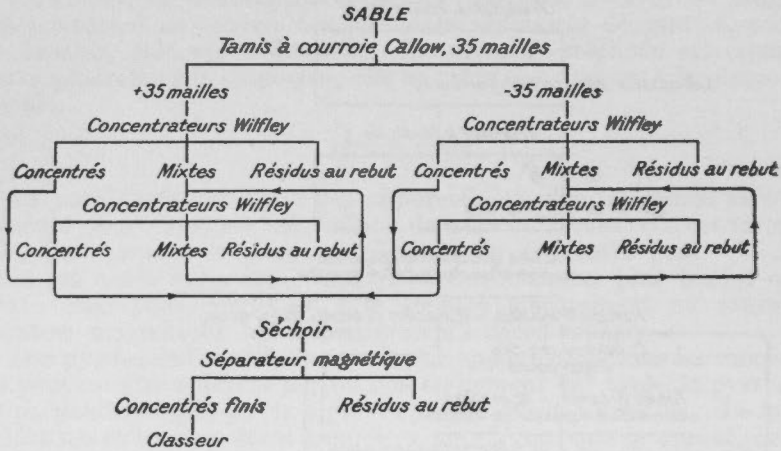 SABLE
Tamis à courroie Callow, 35 mailles
+35 mailles -35 mailles
Concentrateurs Wilfley Concentrateurs Wilfley
Concentrés Mixtes Résidus au rebut Concentrés Mixtes Résidus au rebut
Concentrateurs Wilfley Concentrateurs Wilfley
Concentrés Mixtes Résidus au rebut Concentrés Mixtes Résidus au rebut
Séchoir
Séparateur magnétique
Concentrés finis Résidus au rebut
Classeur